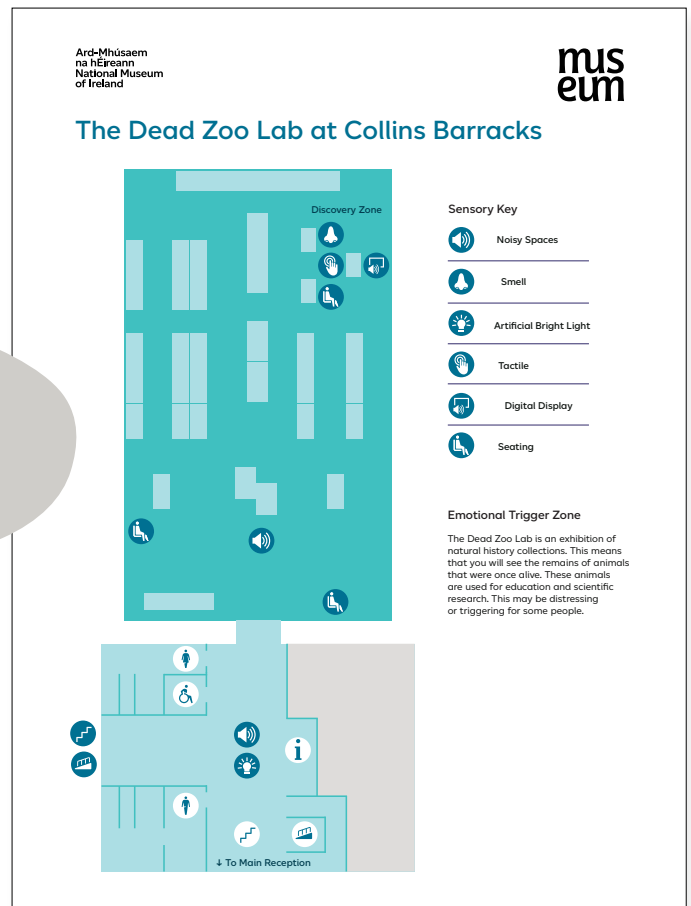 Ard-Mhúsaem
na hÉireann
National Museum
of Ireland
mus
eum
The Dead Zoo Lab at Collins Barracks
Discovery Zone
Sensory Key
Noisy Spaces
Smell
Artificial Bright Light
Tactile
Digital Display
Seating
Emotional Trigger Zone
The Dead Zoo Lab is an exhibition of
natural history collections. This means
that you will see the remains of animals
that were once alive. These animals
are used for education and scientific
research. This may be distressing
or triggering for some people.
i
↓ To Main Reception